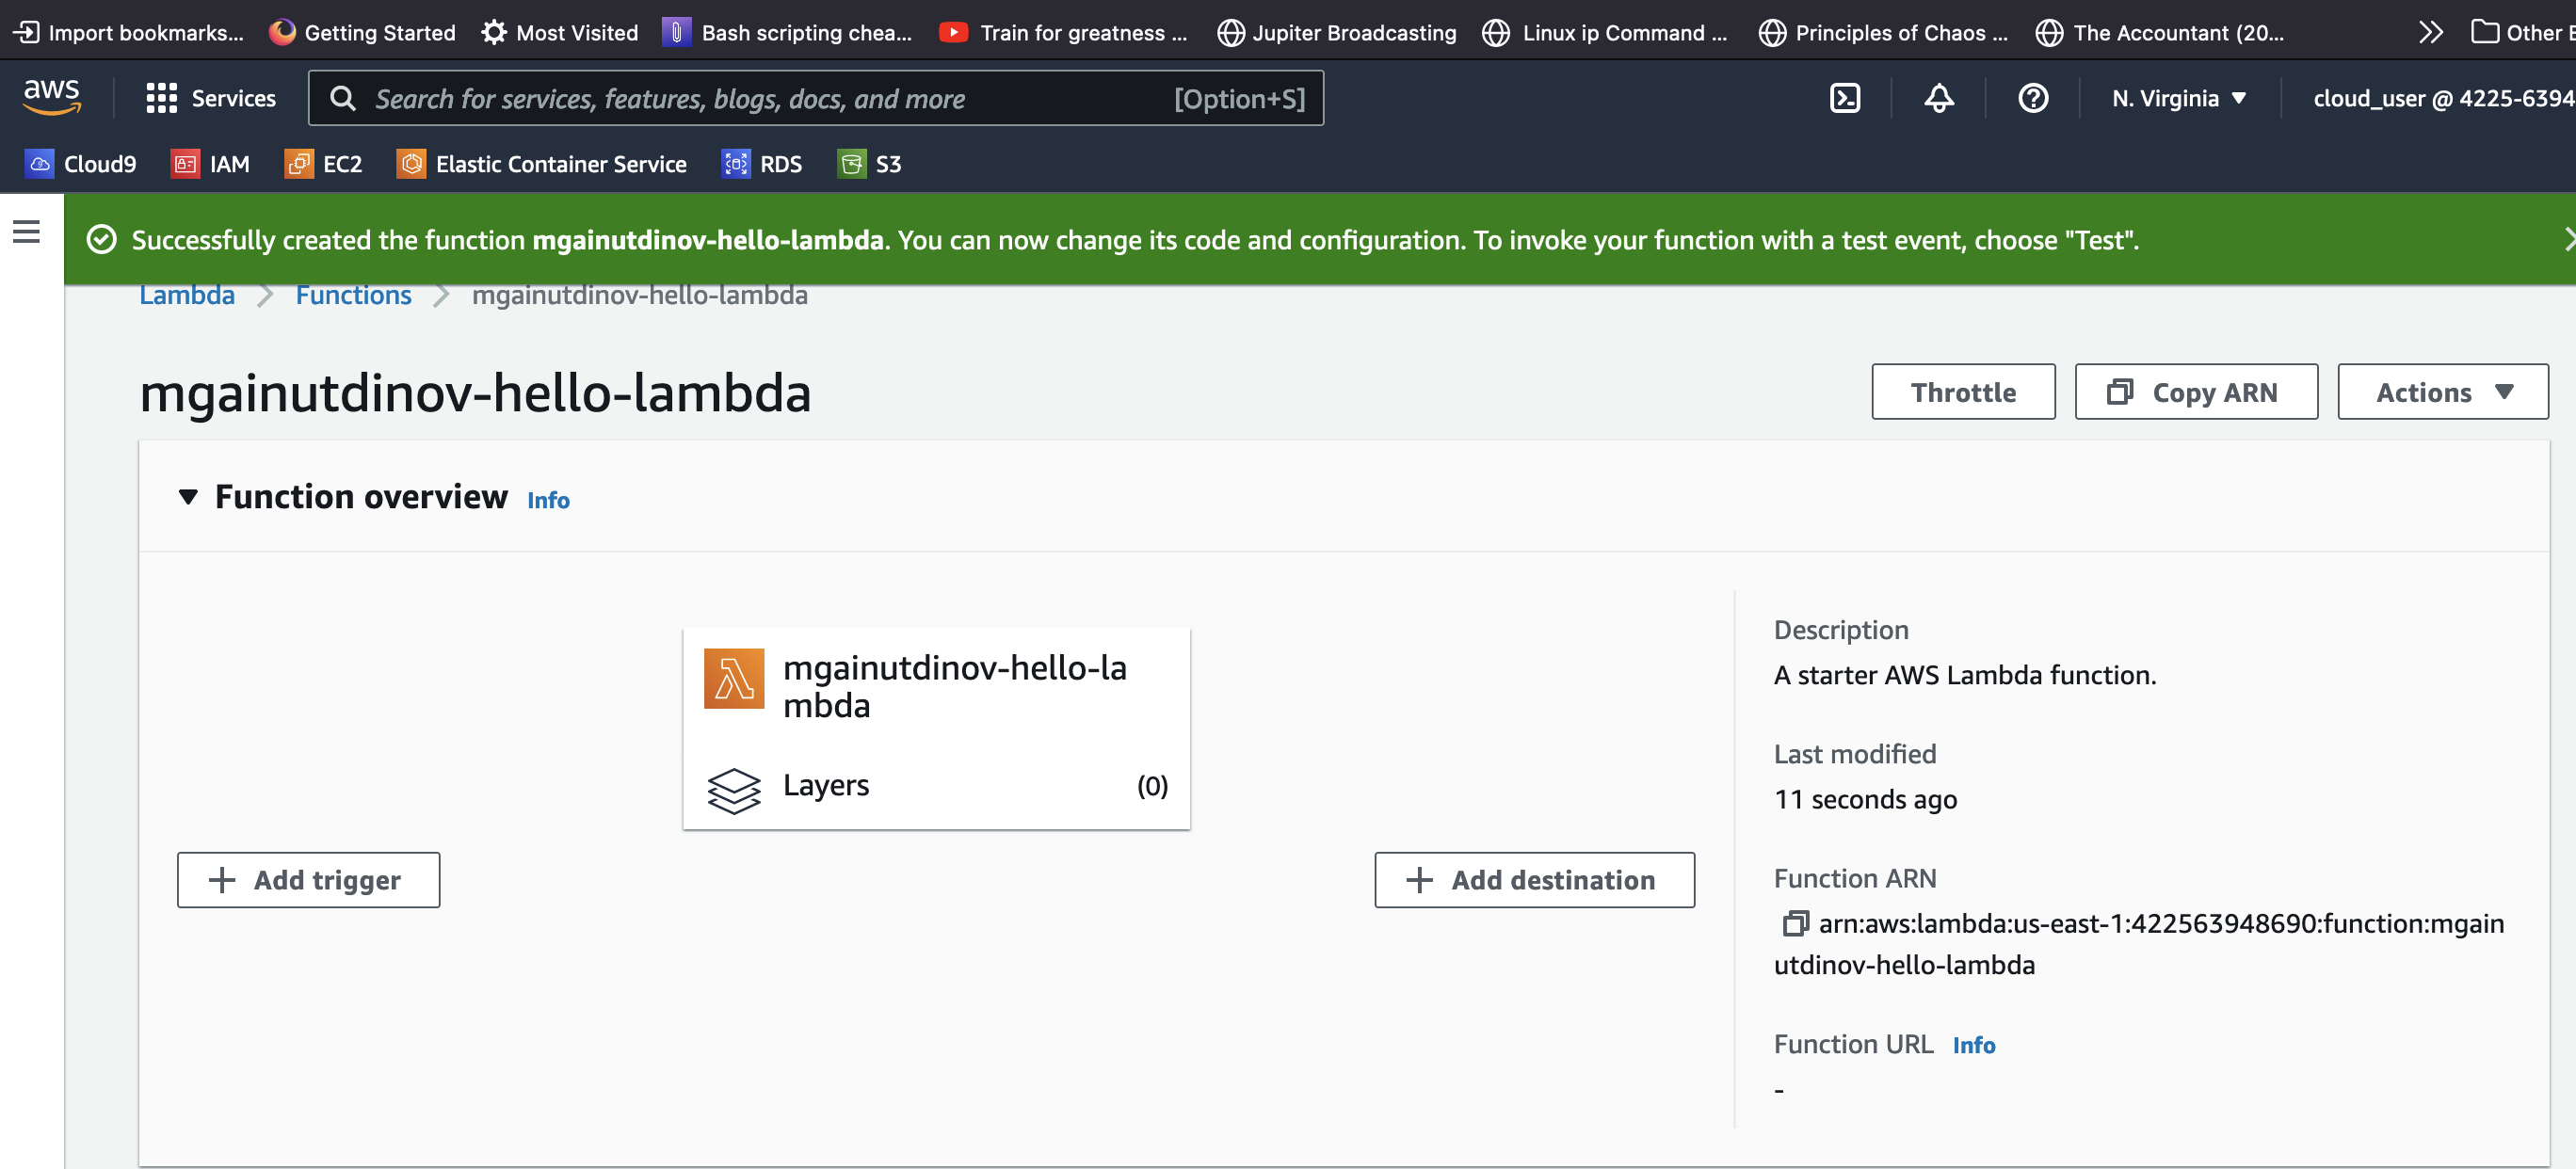 Import bookmarks... Getting Started Most Visited Bash scripting chea... Train for greatness ... Jupiter Broadcasting Linux ip Command ... Principles of Chaos ... The Accountant (20... Other
aws Services Search for services, features, blogs, docs, and more [Option+S] N. Virginia cloud_user @ 4225-6394
Cloud9 IAM EC2 Elastic Container Service RDS S3
Successfully created the function mgainutdinov-hello-lambda. You can now change its code and configuration. To invoke your function with a test event, choose "Test".
Lambda Functions mgainutdinov-hello-lambda
mgainutdinov-hello-lambda
Throttle Copy ARN Actions
Function overview Info
mgainutdinov-hello-la
mbda
Layers (0)
Add trigger
Add destination
Description
A starter AWS Lambda function.
Last modified
11 seconds ago
Function ARN
arn:aws:lambda:us-east-1:422563948690:function:mgain
utdinov-hello-lambda
Function URL Info
-